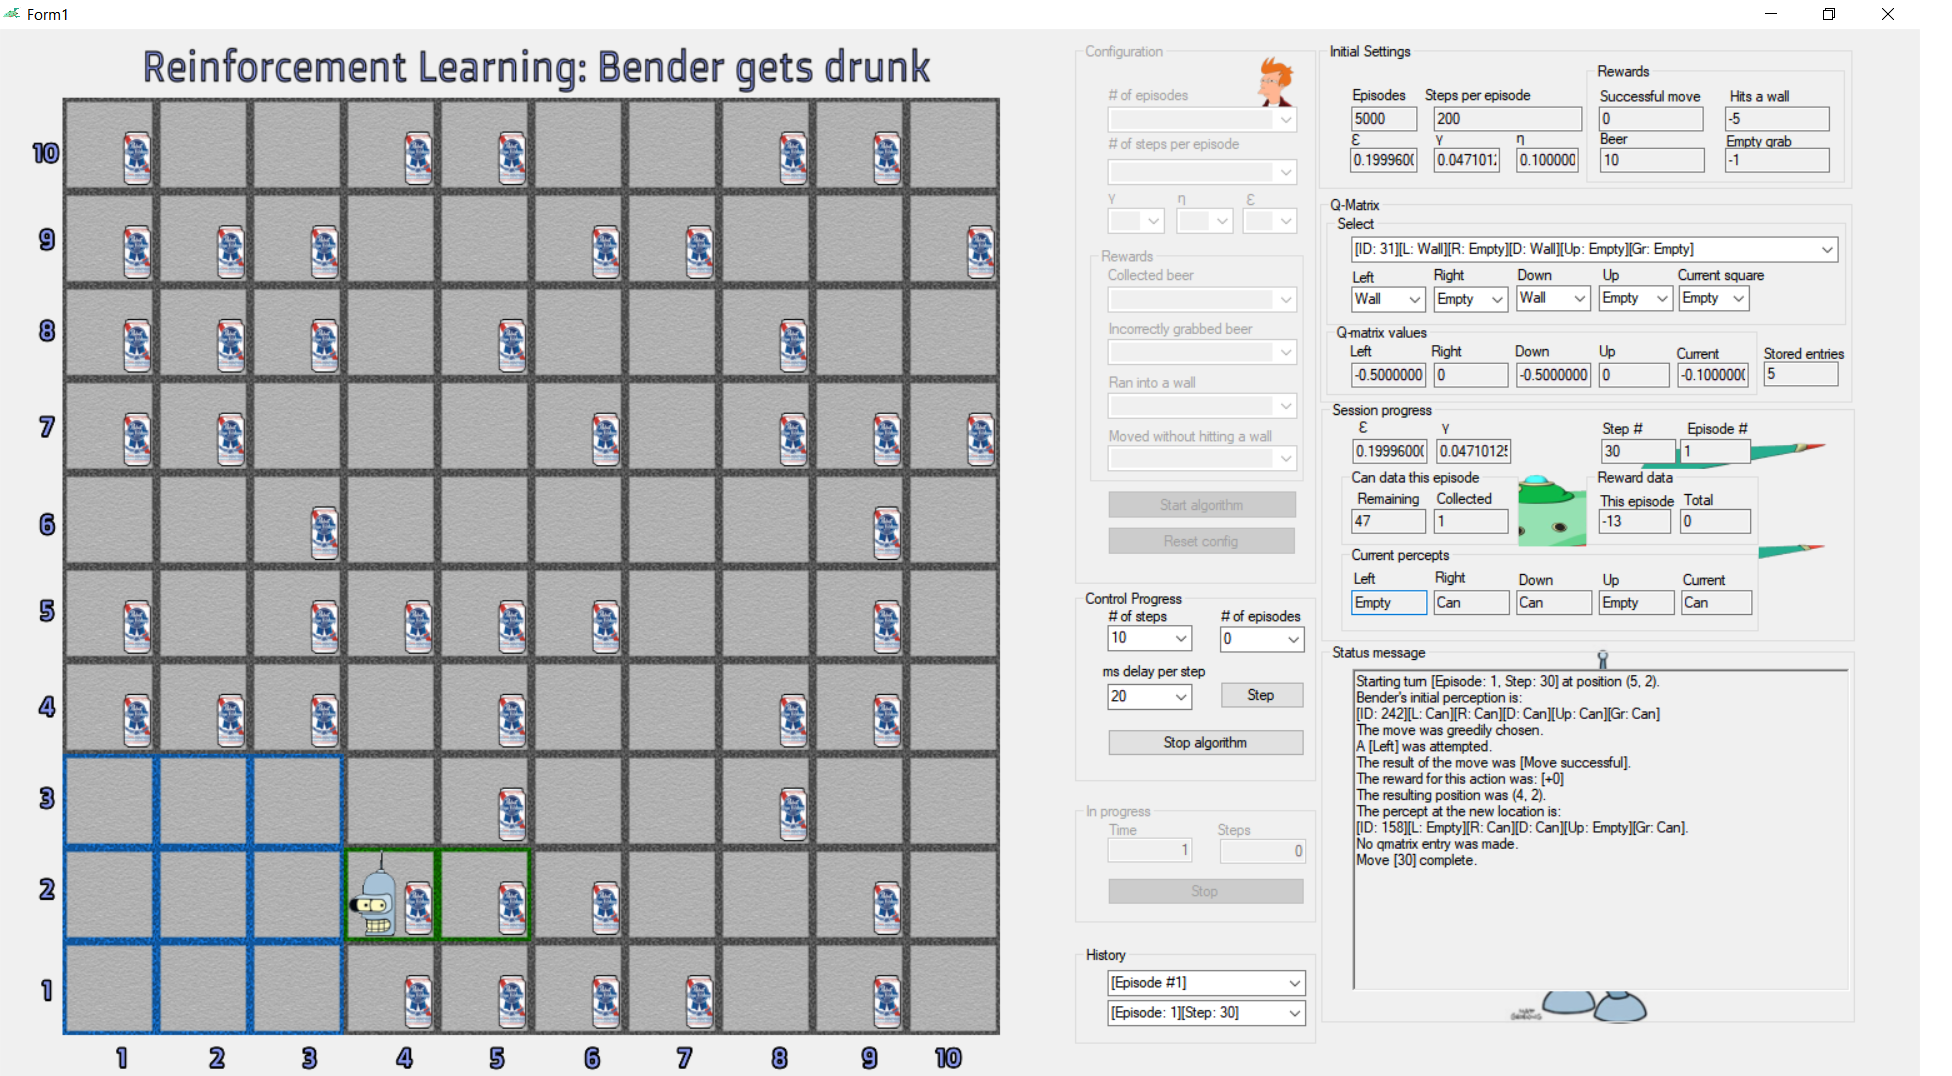 Form1
Reinforcement Learning: Bender gets drunk
10
9
8
7
6
5
4
3
2
1
1 2 3 4 5 6 7 8 9 10
Configuration
# of episodes
# of steps per episode
γ η ε
Rewards
Collected beer
Incorrectly grabbed beer
Ran into a wall
Moved without hitting a wall
Start algorithm
Reset config
Control Progress
# of steps # of episodes
10 0
ms delay per step
20 Step
Stop algorithm
In progress
Time Steps
1 0
Stop
History
[Episode #1]
[Episode: 1][Step: 30]
Initial Settings
Episodes Steps per episode
5000 200
ε γ η
0.199960( 0.047101: 0.100000
Rewards
Successful move Hits a wall
0 -5
Beer Empty grab
10 -1
Q-Matrix
Select
[ID: 31][L: Wall][R: Empty][D: Wall][Up: Empty][Gr: Empty]
Left Right Down Up Current square
Wall Empty Wall Empty Empty
Q-matrix values
Left Right Down Up Current Stored entries
-0.5000000 0 -0.5000000 0 -0.100000( 5
Session progress
ε γ Step # Episode #
0.199960( 0.0471012 30 1
Can data this episode
Remaining Collected
47 1
Reward data
This episode Total
-13 0
Current percepts
Left Right Down Up Current
Empty Can Can Empty Can
Status message
Starting turn [Episode: 1, Step: 30] at position (5, 2).
Bender's initial perception is:
[ID: 242][L: Can][R: Can][D: Can][Up: Can][Gr: Can]
The move was greedily chosen.
A [Left] was attempted.
The result of the move was [Move successful].
The reward for this action was: [+0]
The resulting position was (4, 2).
The percept at the new location is:
[ID: 158][L: Empty][R: Can][D: Can][Up: Empty][Gr: Can].
No qmatrix entry was made.
Move [30] complete.